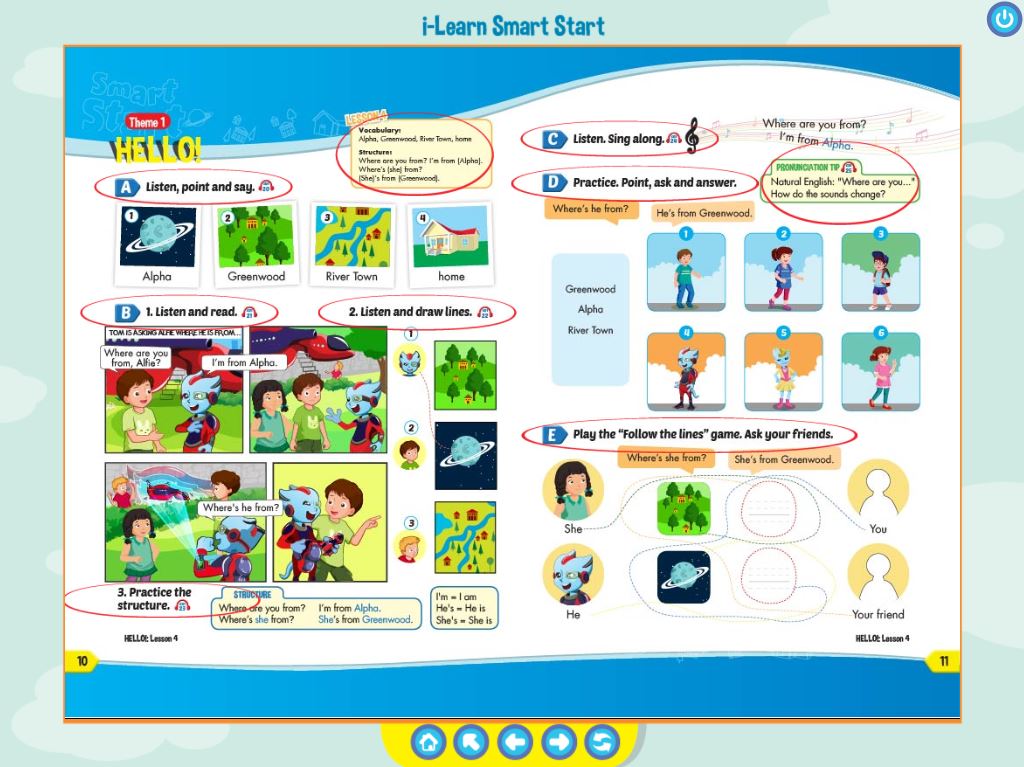 i-Learn Smart Start
Smart
Start
Theme 1
HELLO!
LESSON 4
Vocabulary:
Alpha, Greenwood, River Town, home
Structure:
Where are you from? I'm from (Alpha).
Where's (she) from?
(She)'s from (Greenwood).
A Listen, point and say. 20
1
Alpha
2
Greenwood
3
River Town
4
home
B 1. Listen and read. 21
TOM IS ASKING ALFIE WHERE HE IS FROM...
Where are you
from, Alfie?
I'm from Alpha.
Where's he from?
2. Listen and draw lines. 22
1
2
3
3. Practice the
structure. 23
STRUCTURE
Where are you from? I'm from Alpha.
Where's she from? She's from Greenwood.
I'm = I am
He's = He is
She's = She is
HELLO!: Lesson 4
10
C Listen. Sing along. 24
Where are you from?
I'm from Alpha.
D Practice. Point, ask and answer.
PRONUNCIATION TIP 25
Natural English: "Where are you..."
How do the sounds change?
Where's he from?
He's from Greenwood.
Greenwood
Alpha
River Town
1
2
3
4
5
6
E Play the "Follow the lines" game. Ask your friends.
Where's she from?
She's from Greenwood.
She
You
He
Your friend
HELLO!: Lesson 4
11